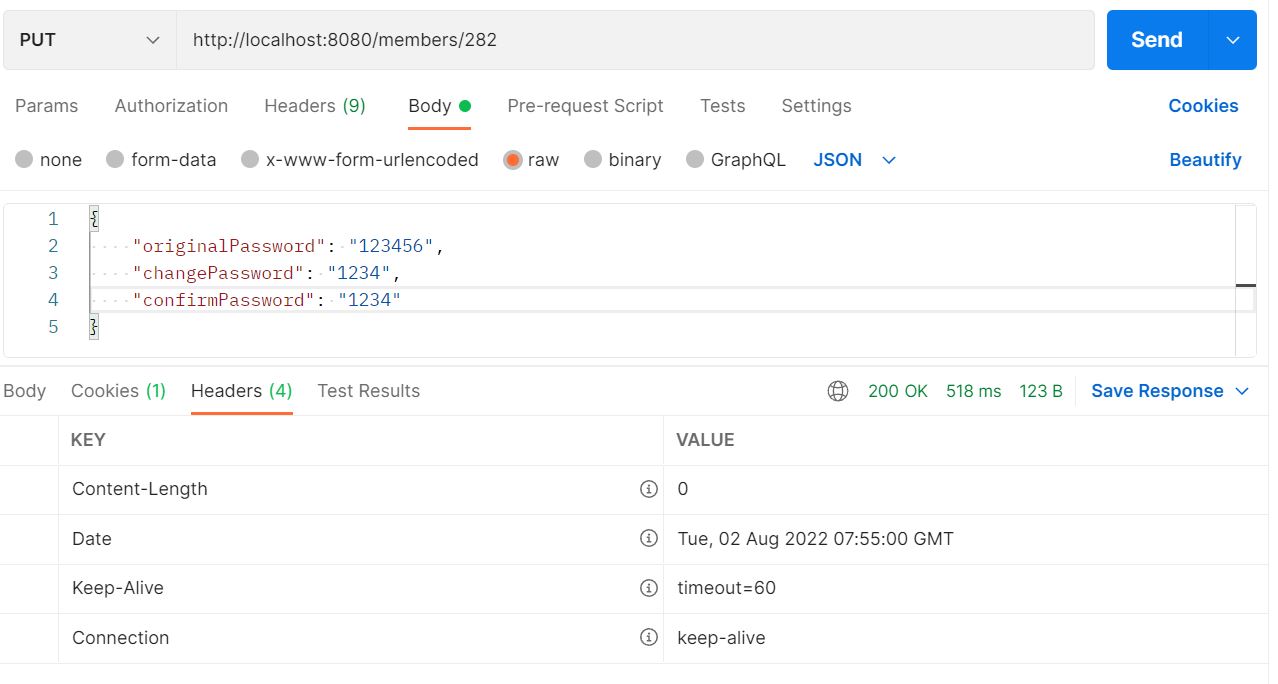 PUT http://localhost:8080/members/282 Send
Params Authorization Headers (9) Body Pre-request Script Tests Settings Cookies
none form-data x-www-form-urlencoded raw binary GraphQL JSON Beautify
1 {
2 "originalPassword": "123456",
3 "changePassword": "1234",
4 "confirmPassword": "1234"
5 }
Body Cookies (1) Headers (4) Test Results 200 OK 518 ms 123 B Save Response
KEY VALUE
Content-Length 0
Date Tue, 02 Aug 2022 07:55:00 GMT
Keep-Alive timeout=60
Connection keep-alive